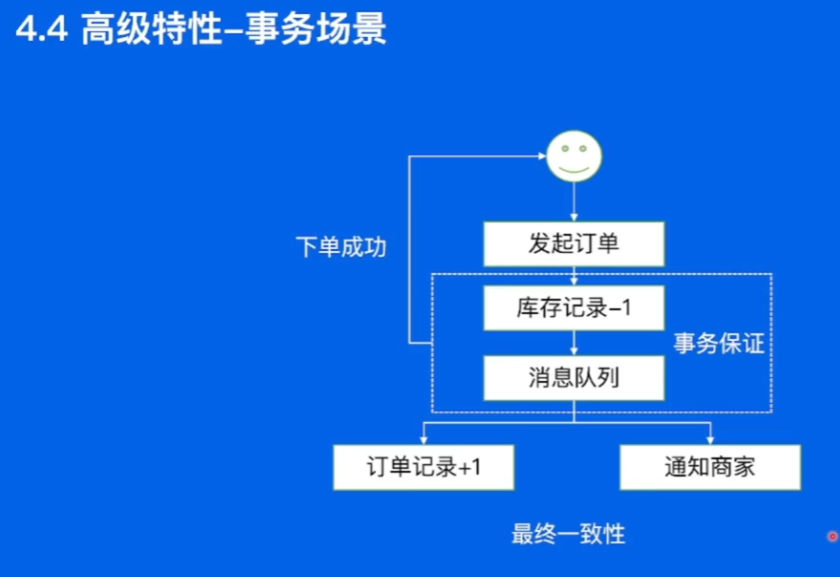 4.4 高级特性–事务场景
下单成功
发起订单
库存记录–1
事务保证
消息队列
订单记录+1
通知商家
最终一致性